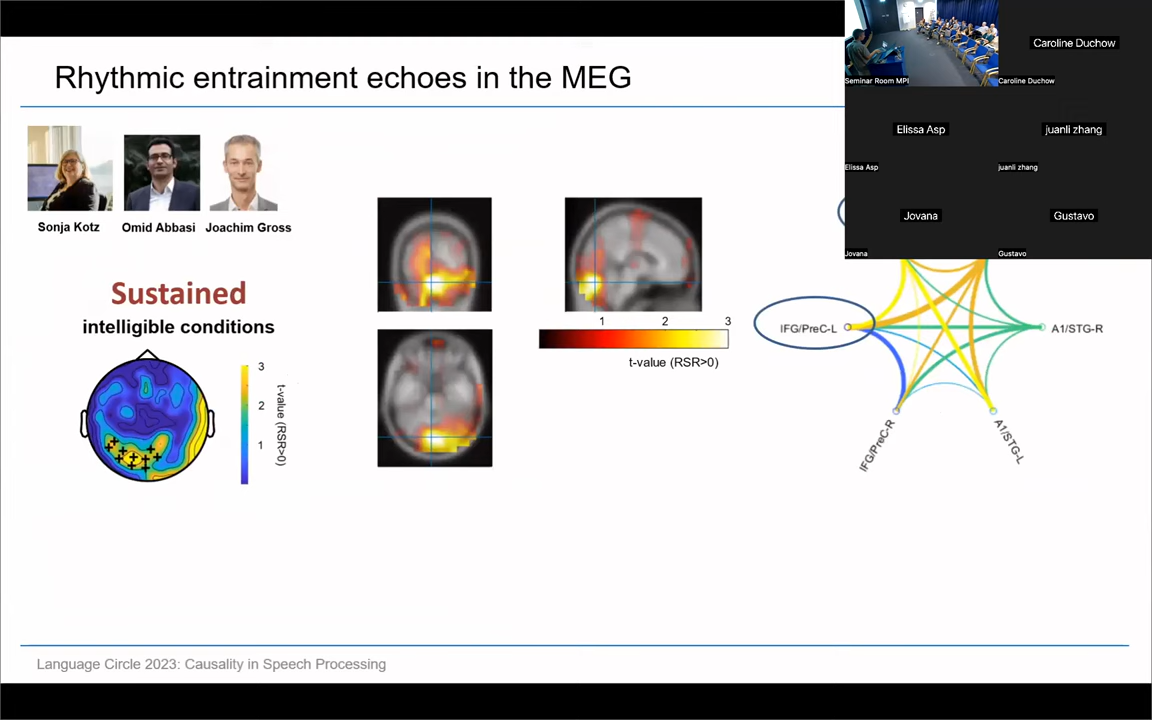 Rhythmic entrainment echoes in the MEG
Sonja Kotz
Omid Abbasi
Joachim Gross
Sustained
intelligible conditions
3
2
1
t-value (RSR>0)
1 2 3
t-value (RSR>0)
IFG/PreC-L
A1/STG-R
IFG/PreC-R
A1/STG-L
Language Circle 2023: Causality in Speech Processing
Seminar Room MPI
Caroline Duchow
Caroline Duchow
Elissa Asp
Elissa Asp
juanli zhang
juanli zhang
Jovana
Jovana
Gustavo
Gustavo